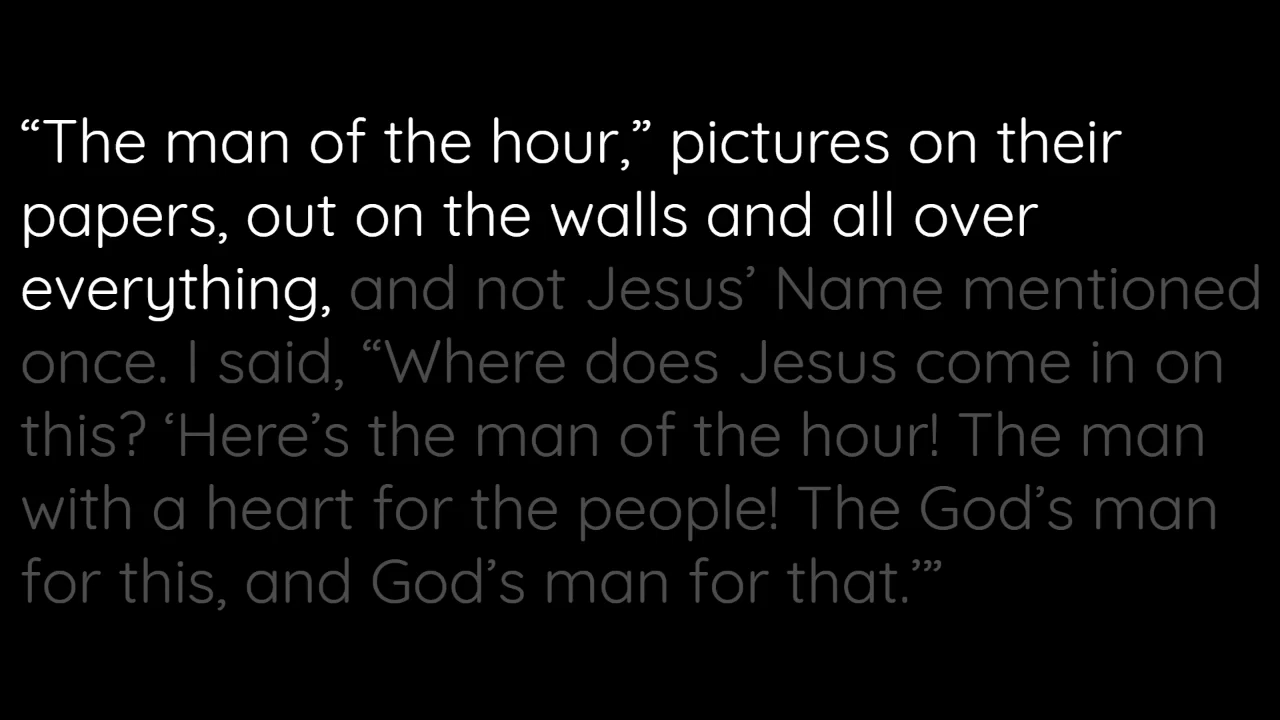 “The man of the hour,” pictures on their
papers, out on the walls and all over
everything, and not Jesus’ Name mentioned
once. I said, “Where does Jesus come in on
this? ‘Here’s the man of the hour! The man
with a heart for the people! The God’s man
for this, and God’s man for that.’”